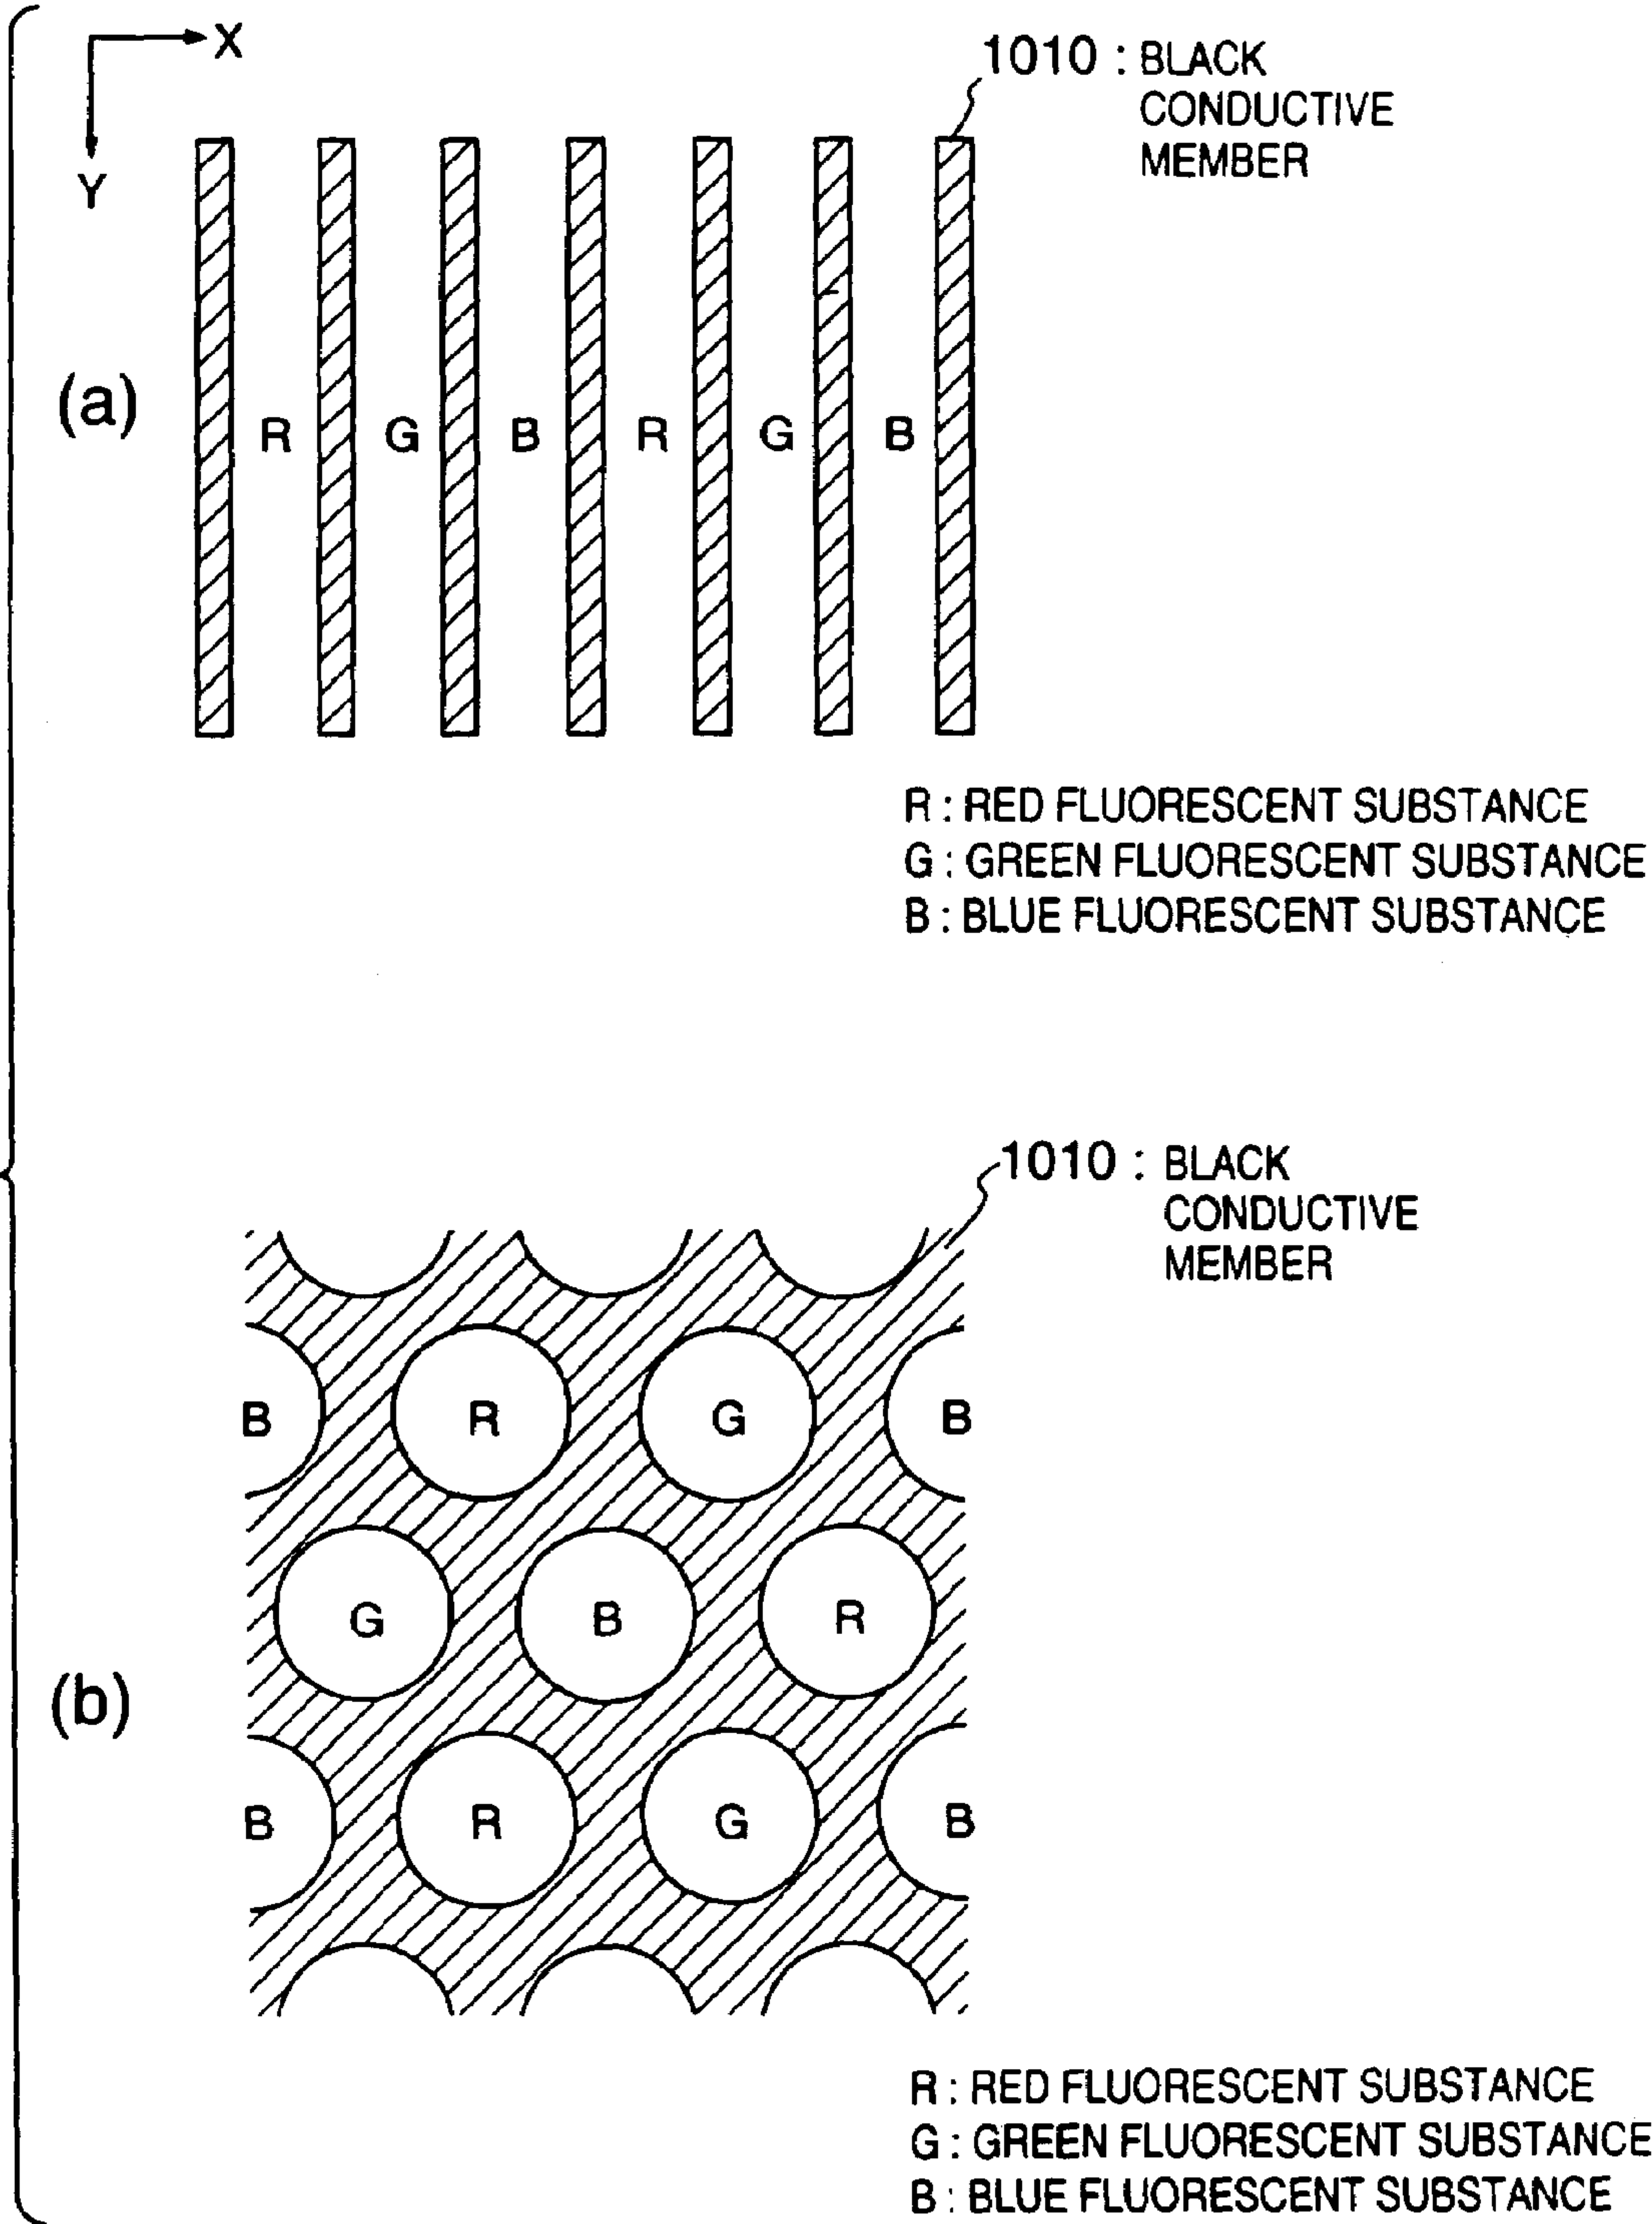 X
1010 : BLACK
CONDUCTIVE
MEMBER
Y
(a)
R G B R G B
R : RED FLUORESCENT SUBSTANCE
G : GREEN FLUORESCENT SUBSTANCE
B : BLUE FLUORESCENT SUBSTANCE
1010 : BLACK
CONDUCTIVE
MEMBER
B R G B
G B R
(b)
B R G B
R : RED FLUORESCENT SUBSTANCE
G : GREEN FLUORESCENT SUBSTANCE
B : BLUE FLUORESCENT SUBSTANCE